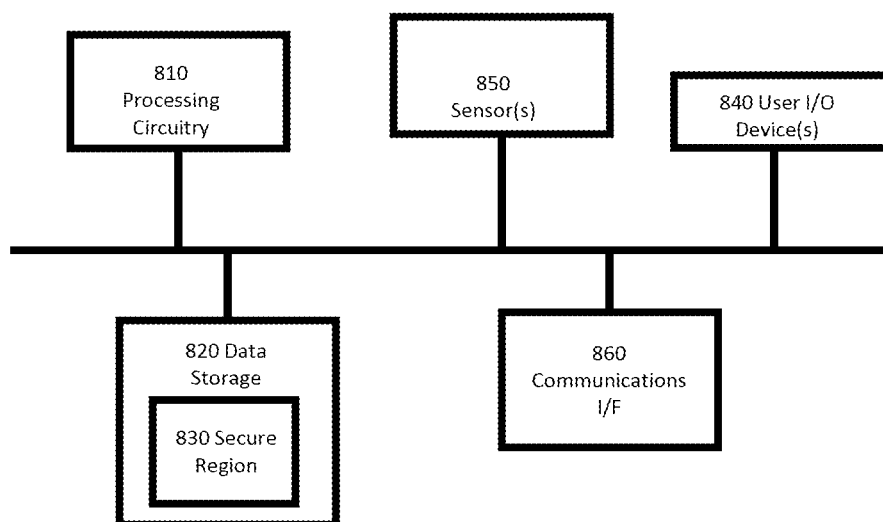 810
Processing
Circuitry
850
Sensor(s)
840 User I/O
Device(s)
820 Data
Storage
830 Secure
Region
860
Communications
I/F